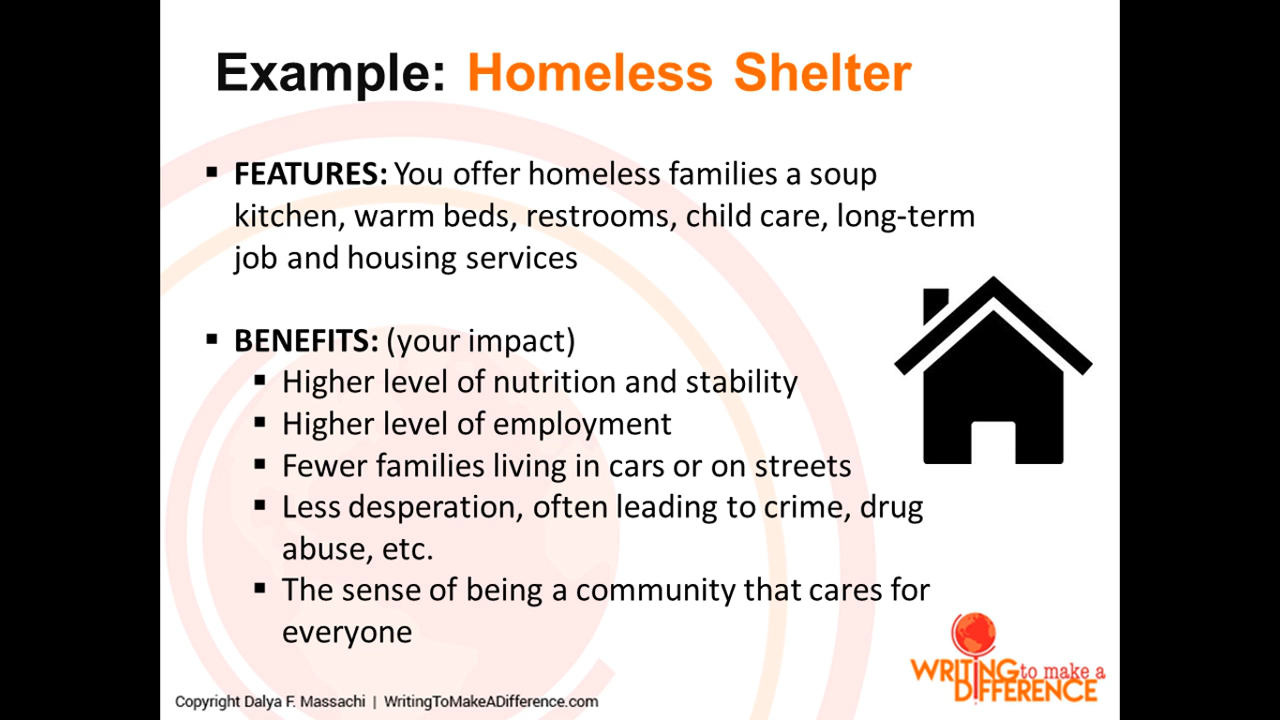 Example: Homeless Shelter
▪ FEATURES: You offer homeless families a soup
kitchen, warm beds, restrooms, child care, long-term
job and housing services
▪ BENEFITS: (your impact)
▪ Higher level of nutrition and stability
▪ Higher level of employment
▪ Fewer families living in cars or on streets
▪ Less desperation, often leading to crime, drug
abuse, etc.
▪ The sense of being a community that cares for
everyone
WRITING to make a
DIFFERENCE
Copyright Dalya F. Massachi | WritingToMakeADifference.com